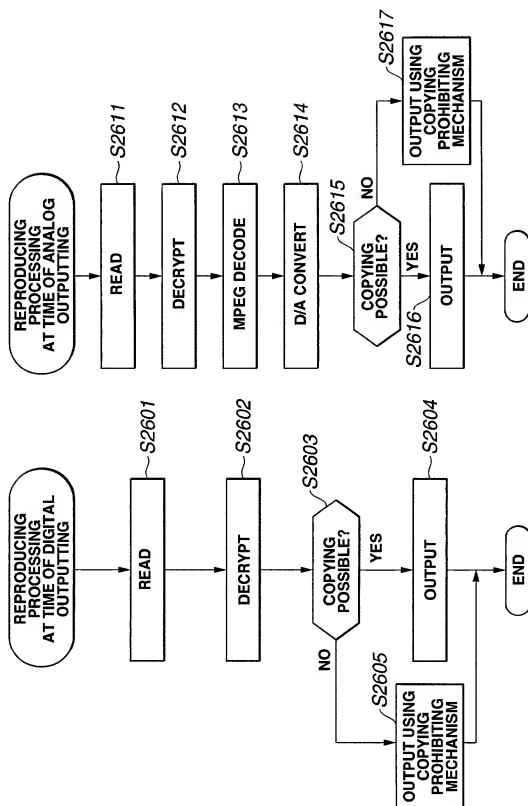 REPRODUCING
PROCESSING
AT TIME OF DIGITAL
OUTPUTTING
READ
S2601
DECRYPT
S2602
COPYING
POSSIBLE?
S2603
NO
YES
OUTPUT
S2604
S2605
OUTPUT USING
COPYING
PROHIBITING
MECHANISM
END
REPRODUCING
PROCESSING
AT TIME OF ANALOG
OUTPUTTING
READ
S2611
DECRYPT
S2612
MPEG DECODE
S2613
D/A CONVERT
S2614
COPYING
POSSIBLE?
S2615
NO
YES
S2616
OUTPUT
S2617
OUTPUT USING
COPYING
PROHIBITING
MECHANISM
END